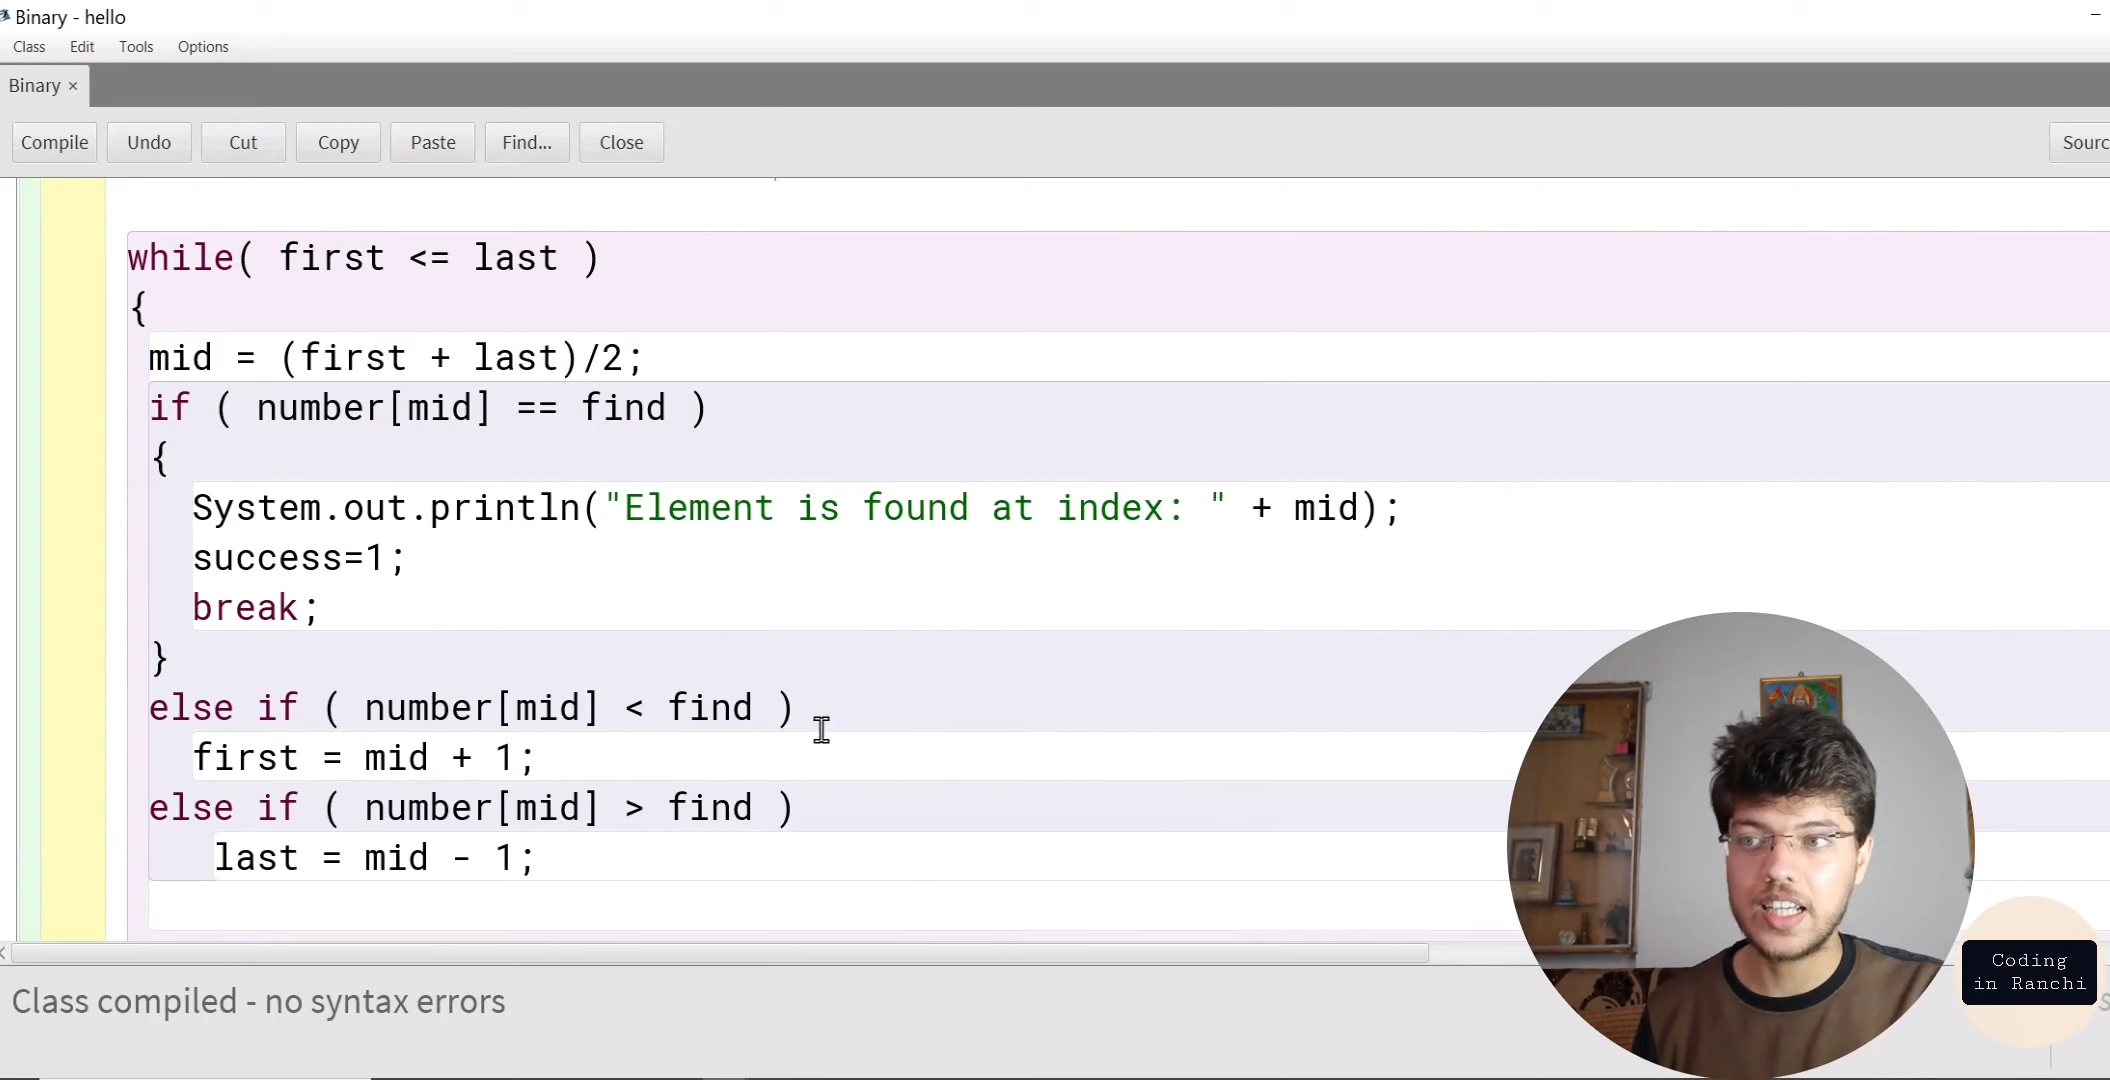 Binary - hello
Class Edit Tools Options
Binary ×
Compile Undo Cut Copy Paste Find... Close Sourc
while( first <= last )
{
mid = (first + last)/2;
if ( number[mid] == find )
{
System.out.println("Element is found at index: " + mid);
success=1;
break;
}
else if ( number[mid] < find )
first = mid + 1;
else if ( number[mid] > find )
last = mid - 1;
Class compiled - no syntax errors
Coding
in Ranchi